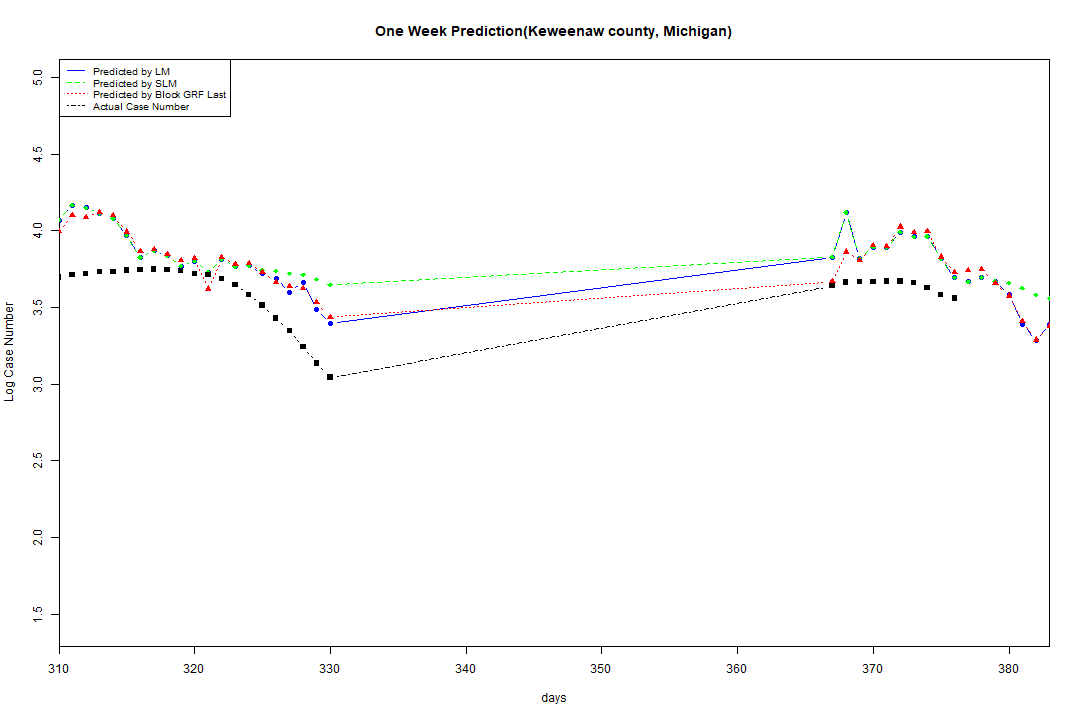 One Week Prediction(Keweenaw county, Michigan)
Predicted by LM
Predicted by SLM
Predicted by Block GRF Last
Actual Case Number
5.0
4.5
4.0
3.5
3.0
2.5
2.0
1.5
Log Case Number
310 320 330 340 350 360 370 380
days